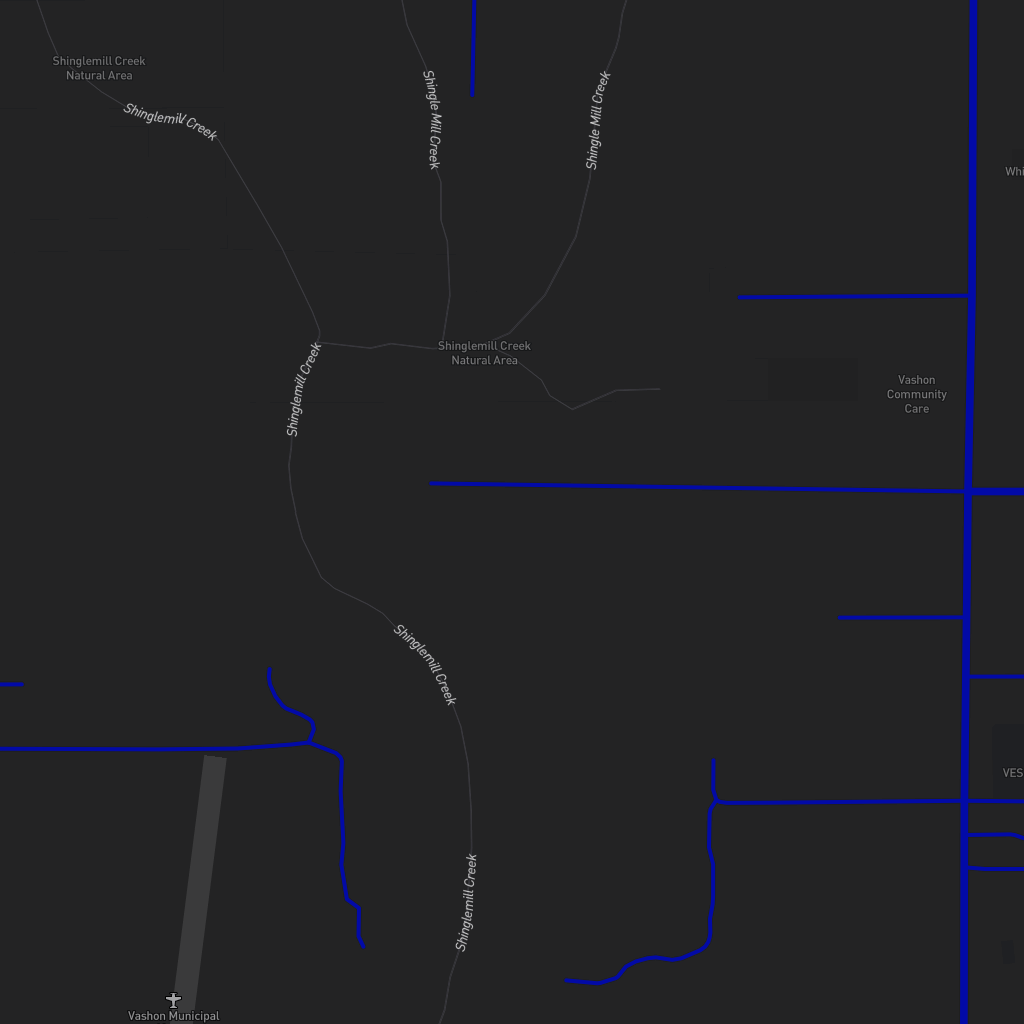 Shinglemill Creek
Natural Area
Shinglemill Creek
Shingle Mill Creek
Shingle Mill Creek
Whi
Shinglemill Creek
Natural Area
Shinglemill Creek
Vashon
Community
Care
Shinglemill Creek
VES
Shinglemill Creek
Vashon Municipal